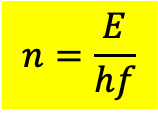 n = E/hf